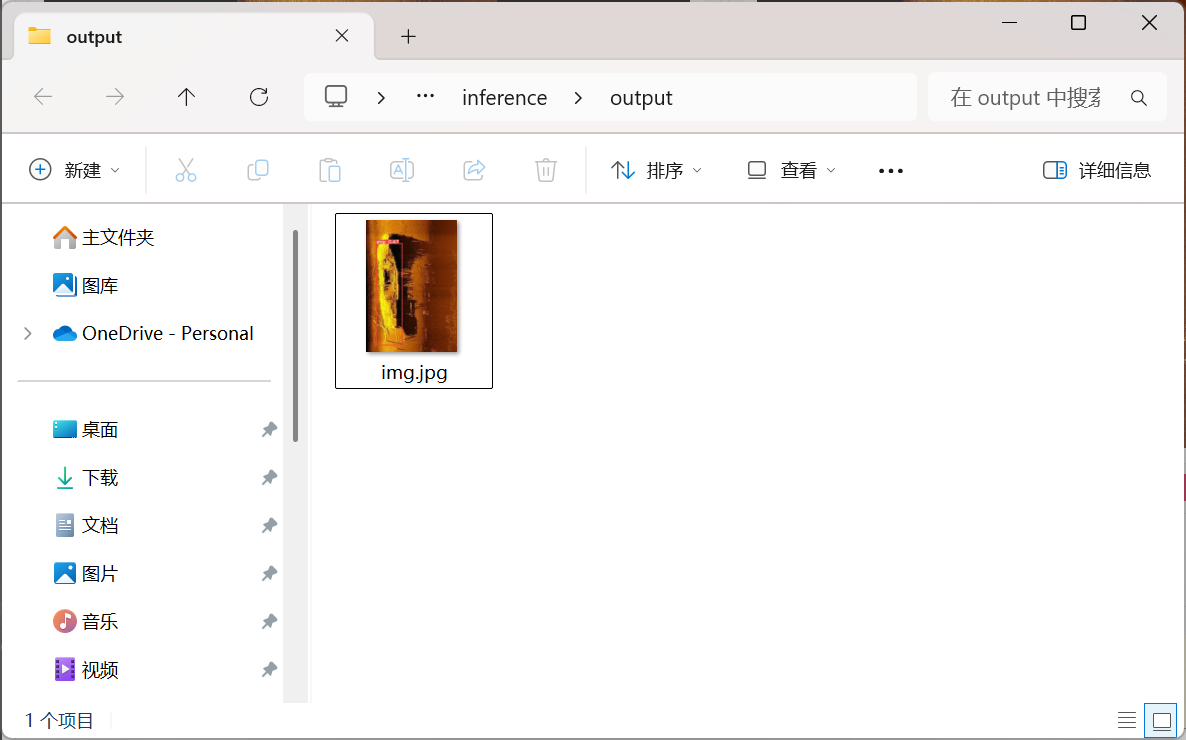 output
inference
output
在 output 中搜索
新建
排序
查看
详细信息
主文件夹
图库
OneDrive - Personal
桌面
下载
文档
图片
音乐
视频
img.jpg
1 个项目